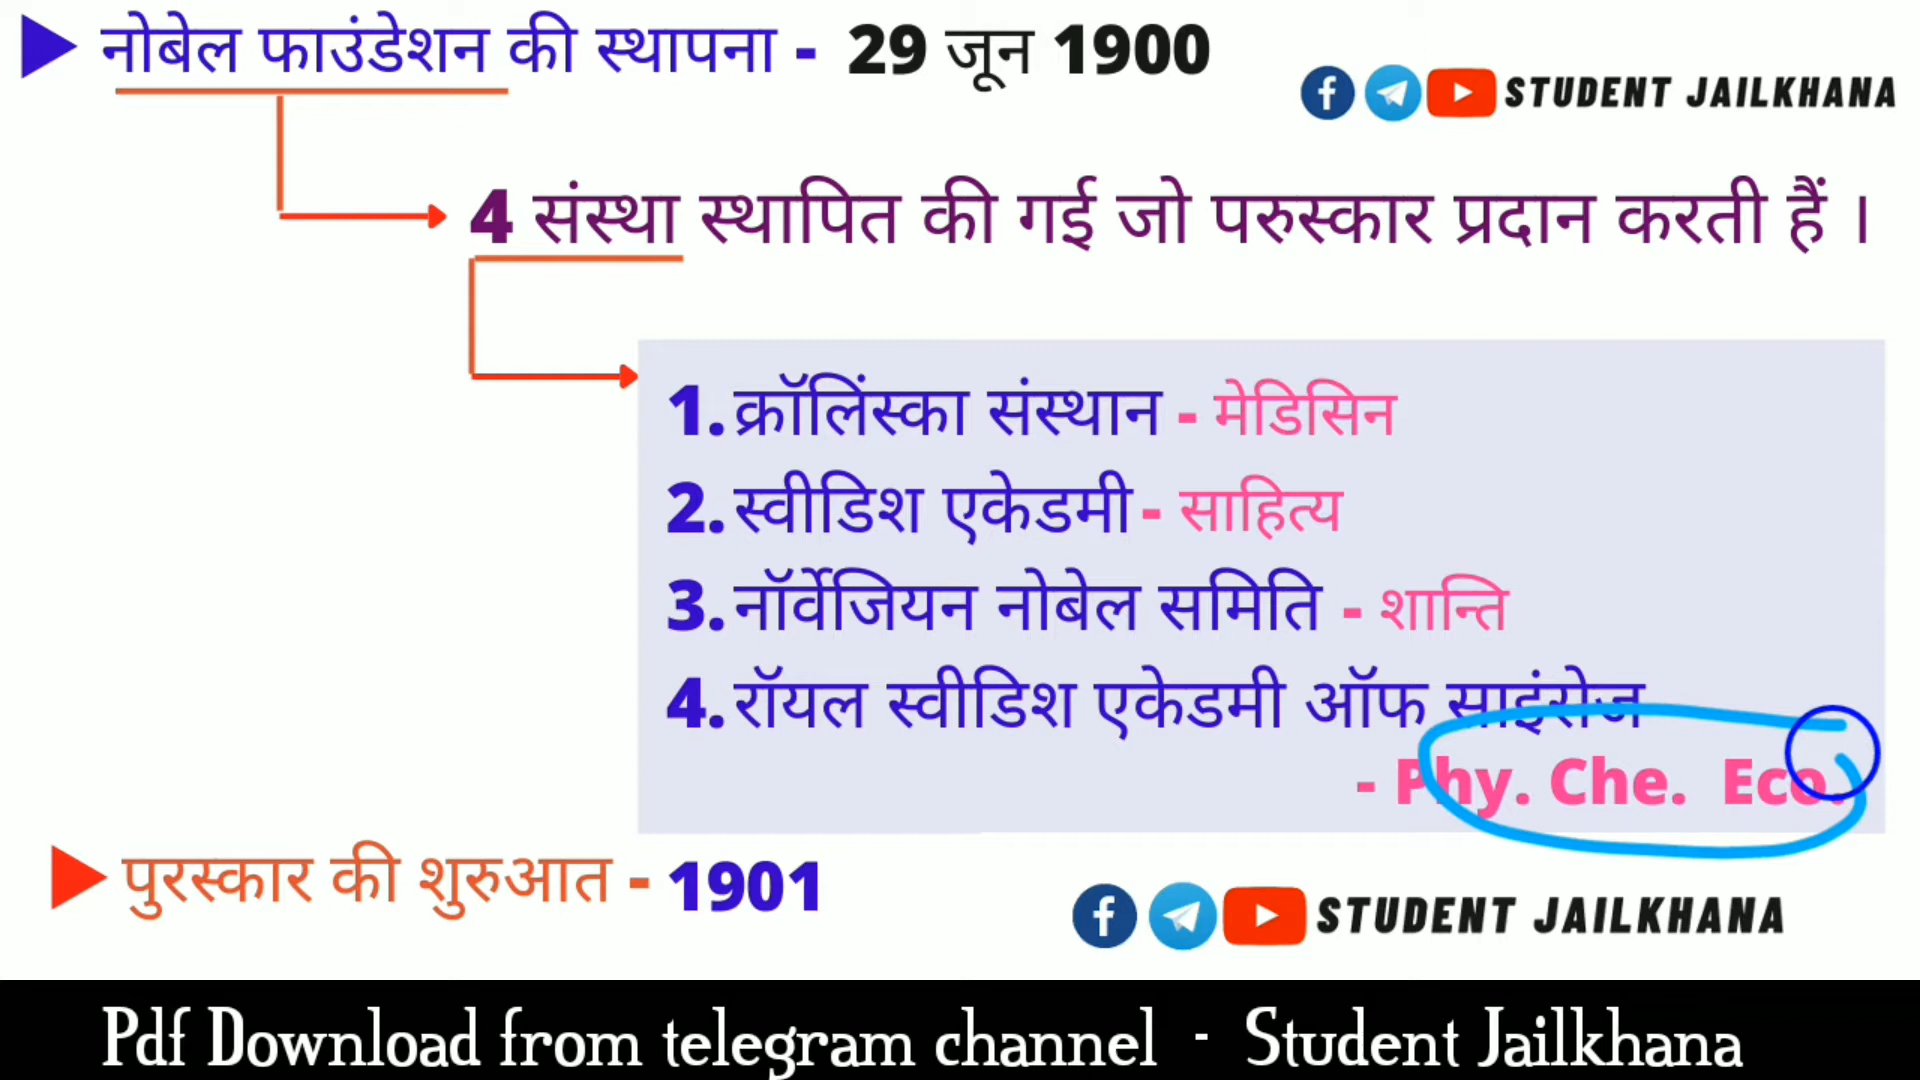 नोबेल फाउंडेशन की स्थापना - 29 जून 1900
STUDENT JAILKHANA
4 संस्था स्थापित की गई जो परुस्कार प्रदान करती हैं ।
1. क्रॉलिंस्का संस्थान - मेडिसिन
2. स्वीडिश एकेडमी - साहित्य
3. नॉर्वेजियन नोबेल समिति - शान्ति
4. रॉयल स्वीडिश एकेडमी ऑफ साइंसेज
- Phy. Che. Eco.
पुरस्कार की शुरुआत - 1901
STUDENT JAILKHANA
Pdf Download from telegram channel - Student Jailkhana